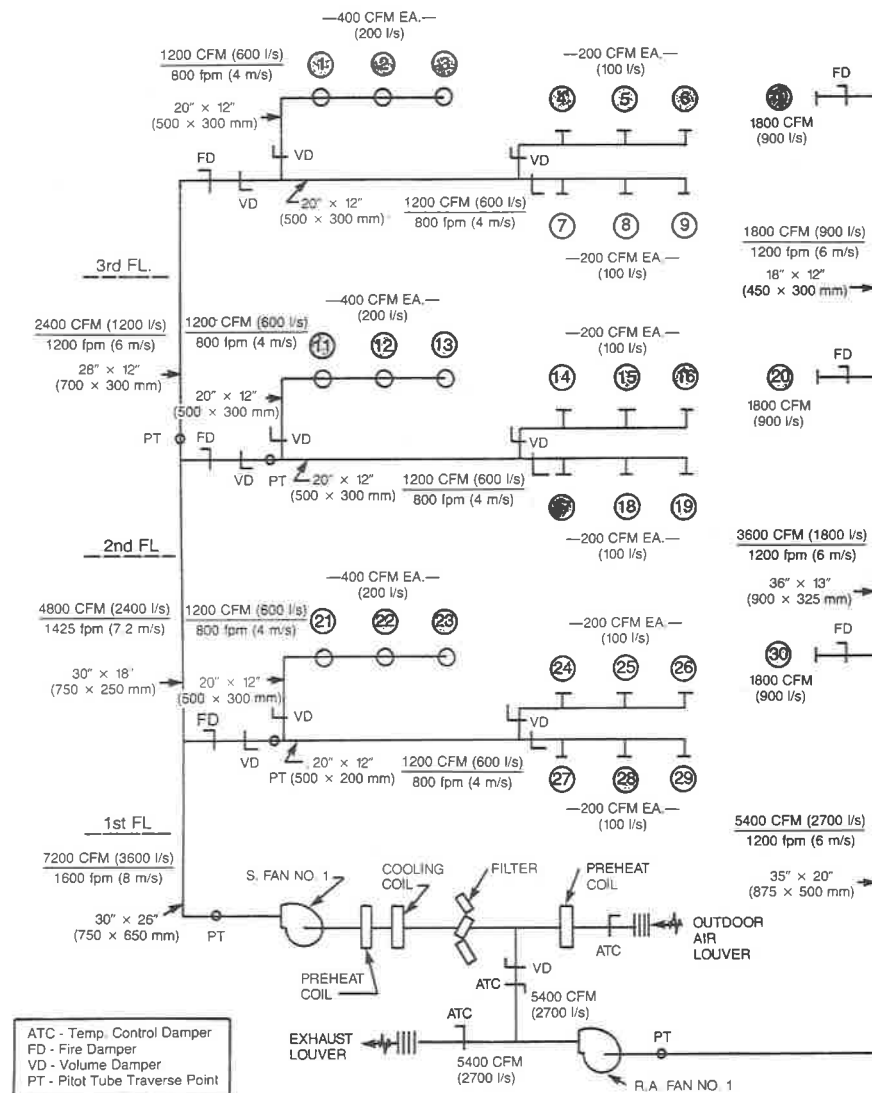 —400 CFM EA.—
(200 l/s)
1200 CFM (600 l/s)
800 fpm (4 m/s)
1
2
3
—200 CFM EA.—
(100 l/s)
4
5
6
FD
20" × 12"
(500 × 300 mm)
1800 CFM
(900 l/s)
VD
FD
VD
VD
20" × 12"
(500 × 300 mm)
1200 CFM (600 l/s)
800 fpm (4 m/s)
7
8
9
—200 CFM EA.—
(100 l/s)
1800 CFM (900 l/s)
1200 fpm (6 m/s)
18" × 12"
(450 × 300 mm)
3rd FL.
—400 CFM EA.—
(200 l/s)
2400 CFM (1200 l/s)
1200 fpm (6 m/s)
1200 CFM (600 l/s)
800 fpm (4 m/s)
11
12
13
—200 CFM EA.—
(100 l/s)
28" × 12"
(700 × 300 mm)
14
15
16
20
FD
20" × 12"
(500 × 300 mm)
1800 CFM
(900 l/s)
PT
FD
VD
VD
VD
PT
20" × 12"
(500 × 300 mm)
1200 CFM (600 l/s)
800 fpm (4 m/s)
18
19
—200 CFM EA.—
(100 l/s)
2nd FL
3600 CFM (1800 l/s)
1200 fpm (6 m/s)
36" × 13"
(900 × 325 mm)
—400 CFM EA.—
(200 l/s)
4800 CFM (2400 l/s)
1425 fpm (7.2 m/s)
1200 CFM (600 l/s)
800 fpm (4 m/s)
21
22
23
—200 CFM EA.—
(100 l/s)
30" × 18"
(750 × 250 mm)
24
25
26
30
FD
20" × 12"
(500 × 300 mm)
1800 CFM
(900 l/s)
FD
VD
VD
VD
PT
20" × 12"
(500 × 200 mm)
1200 CFM (600 l/s)
800 fpm (4 m/s)
27
28
29
—200 CFM EA.—
(100 l/s)
1st FL
7200 CFM (3600 l/s)
1600 fpm (8 m/s)
5400 CFM (2700 l/s)
1200 fpm (6 m/s)
35" × 20"
(875 × 500 mm)
S. FAN NO. 1
COOLING
COIL
FILTER
PREHEAT
COIL
30" × 26"
(750 × 650 mm)
PT
PREHEAT
COIL
ATC
OUTDOOR
AIR
LOUVER
VD
ATC
5400 CFM
(2700 l/s)
ATC
EXHAUST
LOUVER
5400 CFM
(2700 l/s)
PT
R.A. FAN NO. 1
ATC - Temp. Control Damper
FD - Fire Damper
VD - Volume Damper
PT - Pitot Tube Traverse Point